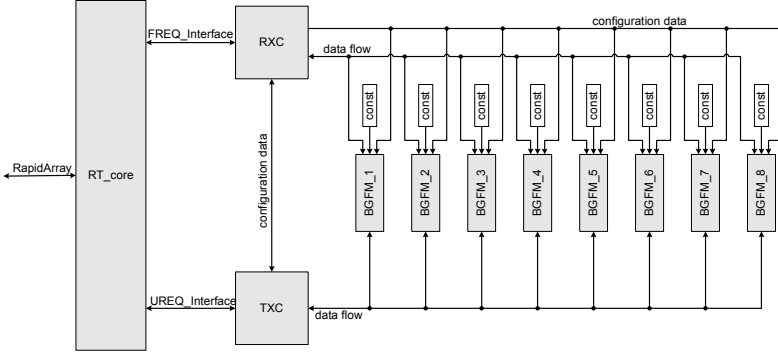 configuration data
FREQ_Interface
RXC
data flow
const
const
const
const
const
const
const
const
configuration data
RapidArray
RT_core
BGFM_1
BGFM_2
BGFM_3
BGFM_4
BGFM_5
BGFM_6
BGFM_7
BGFM_8
UREQ_Interface
TXC
data flow